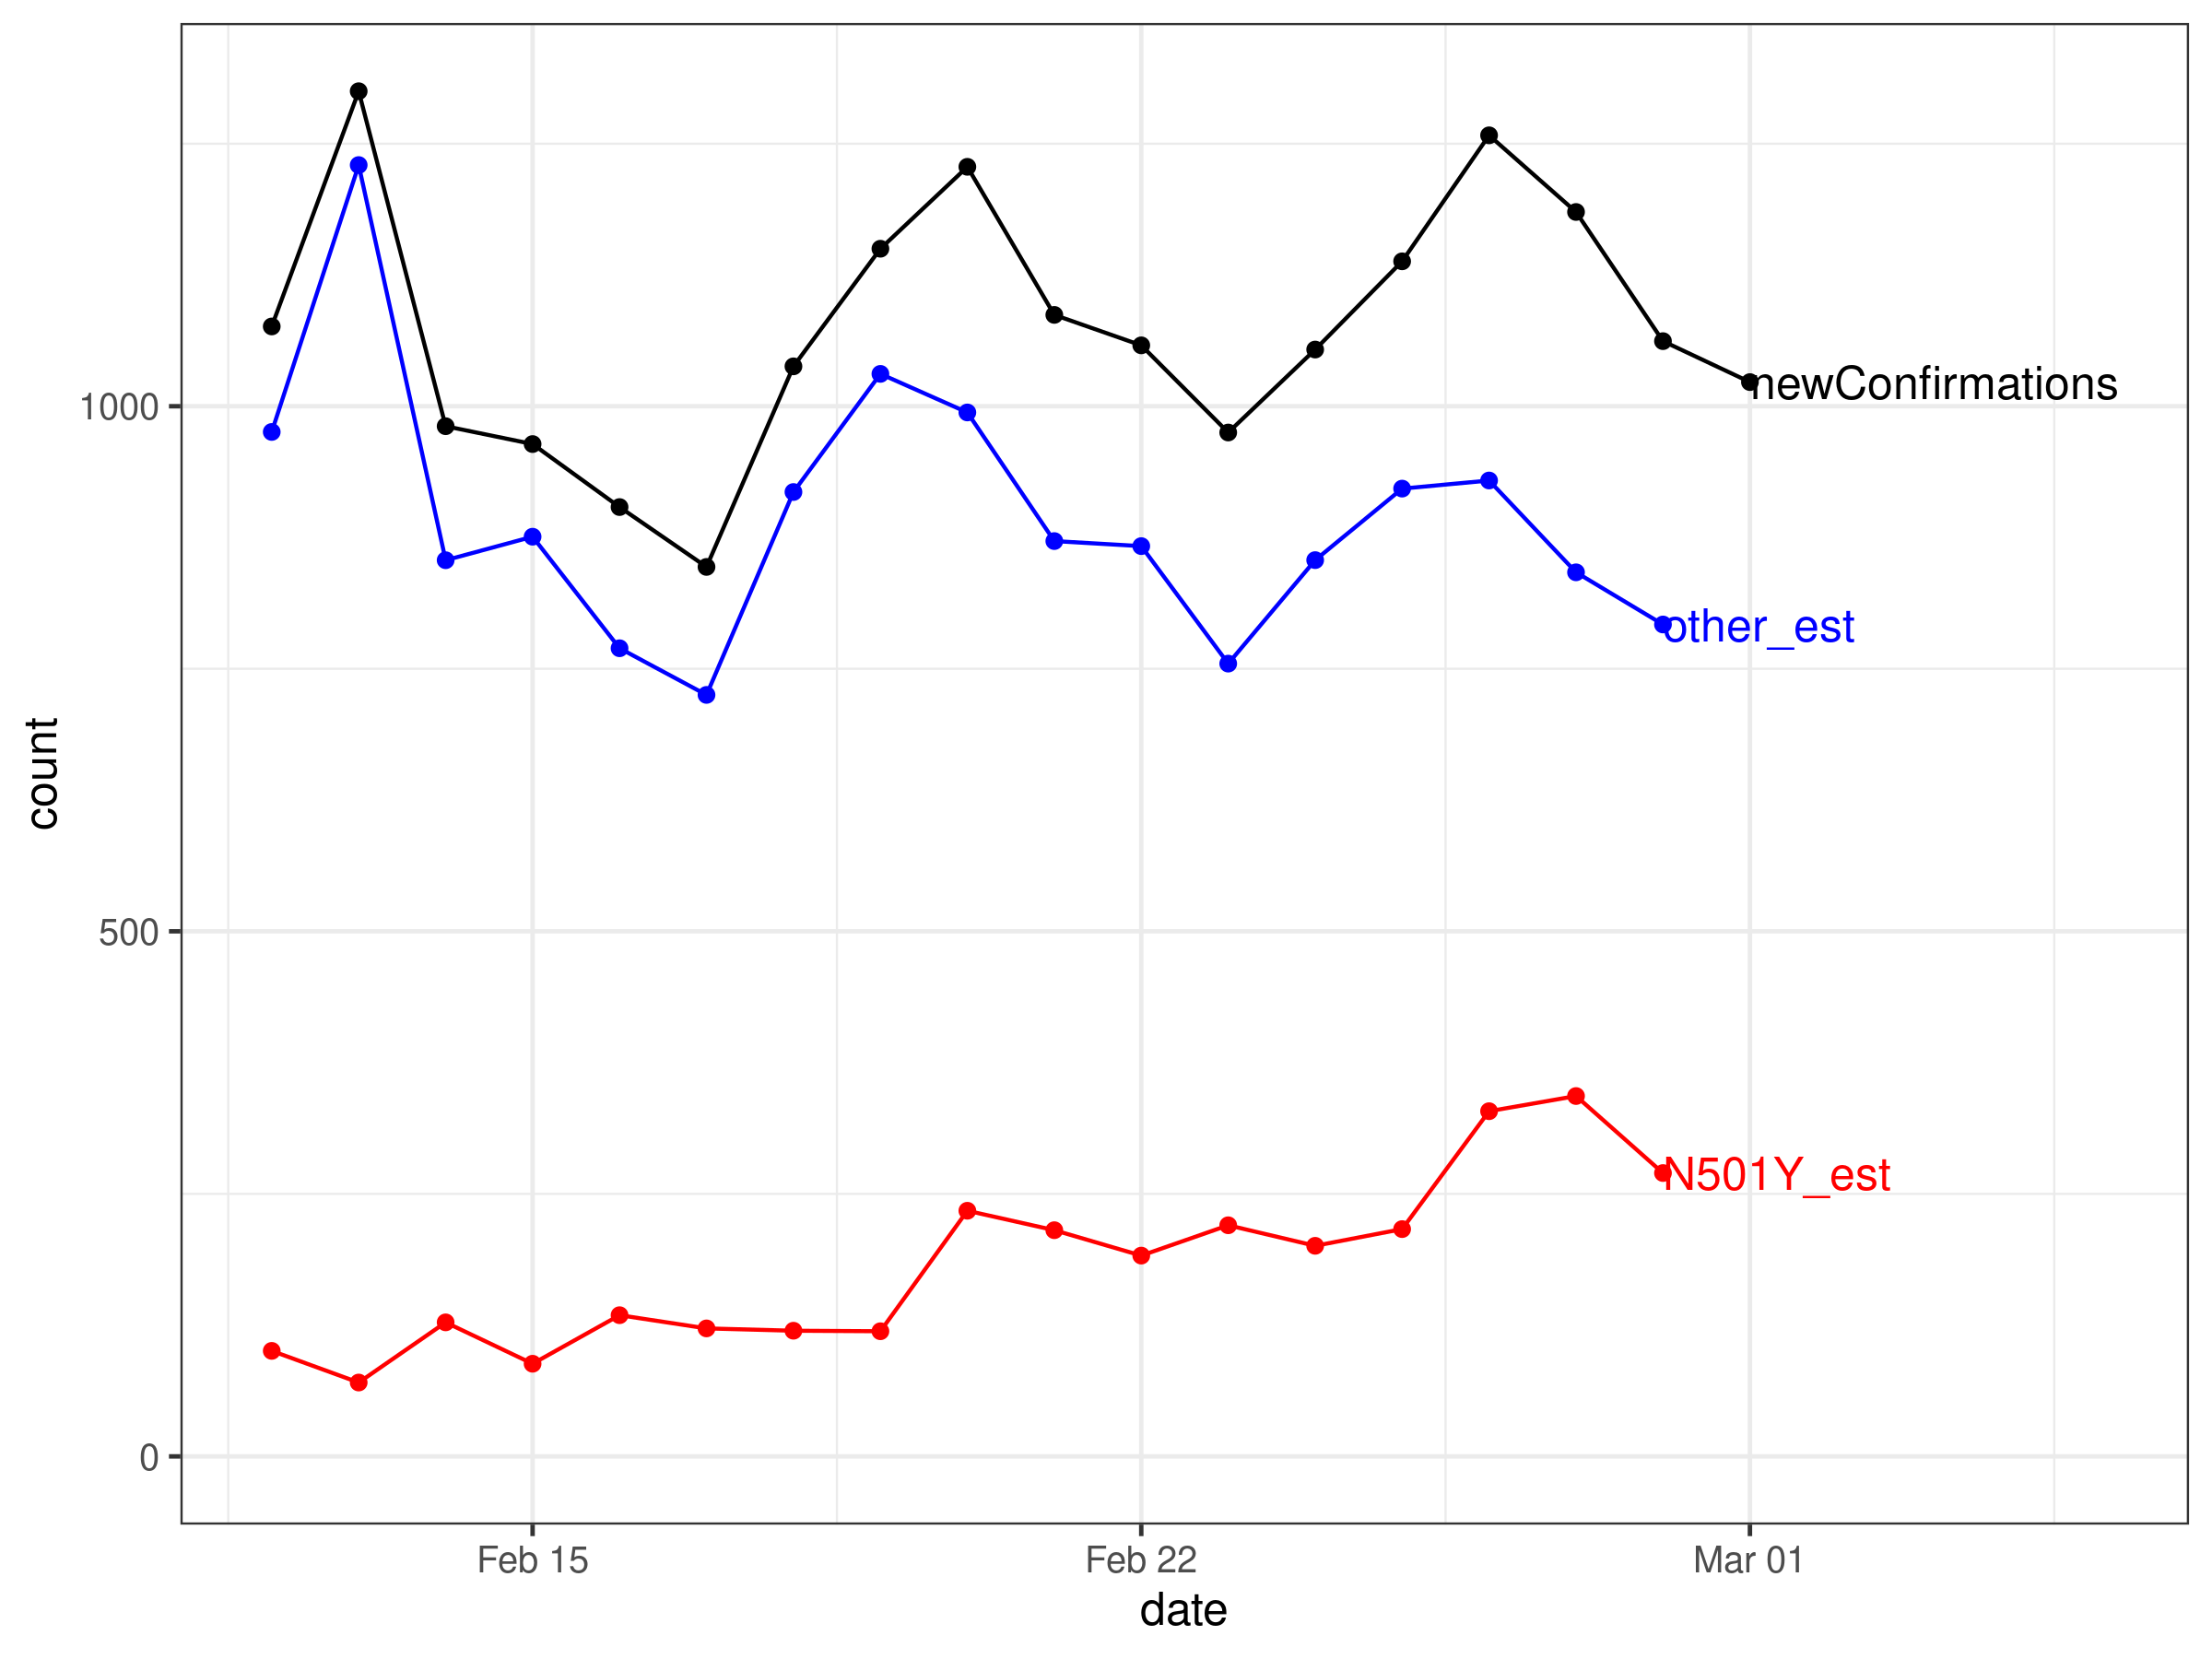 newConfirmations
1000
other_est
count
500
N501Y_est
0
Feb 15
Feb 22
Mar 01
date